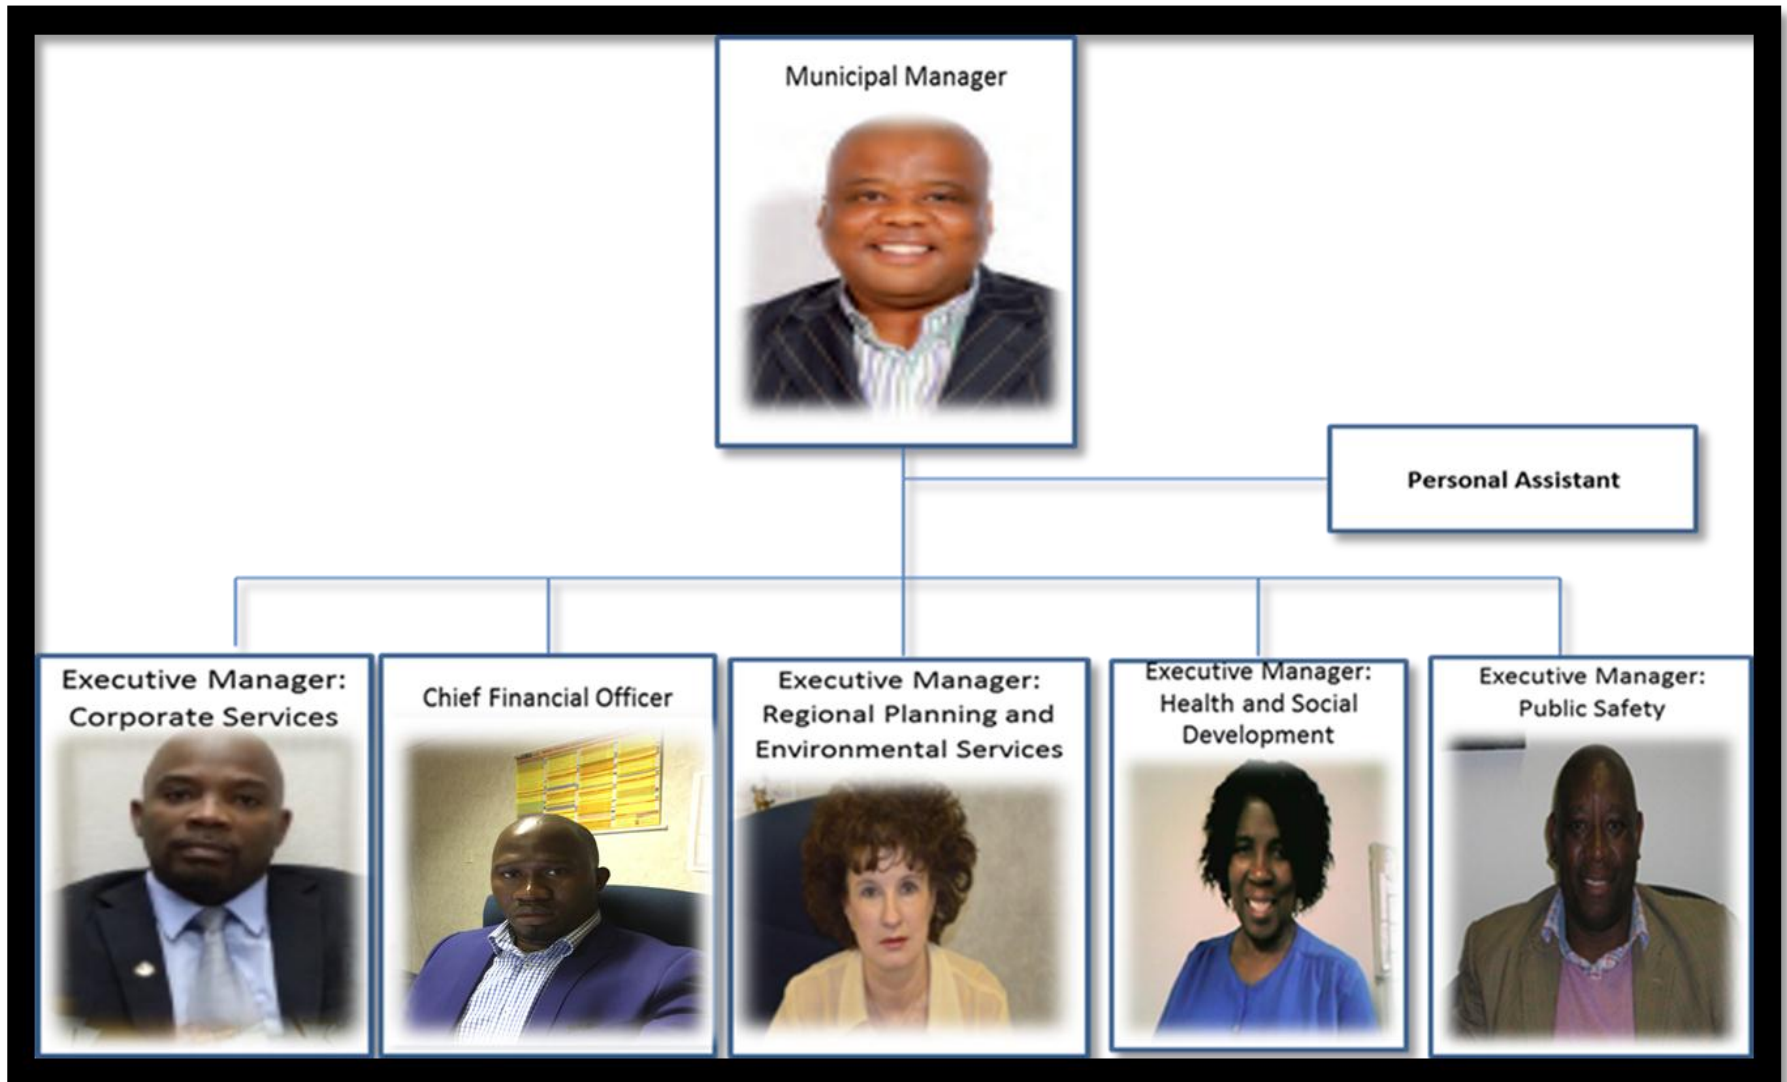 Municipal Manager
Personal Assistant
Executive Manager:
Corporate Services
Chief Financial Officer
Executive Manager:
Regional Planning and
Environmental Services
Executive Manager:
Health and Social
Development
Executive Manager:
Public Safety